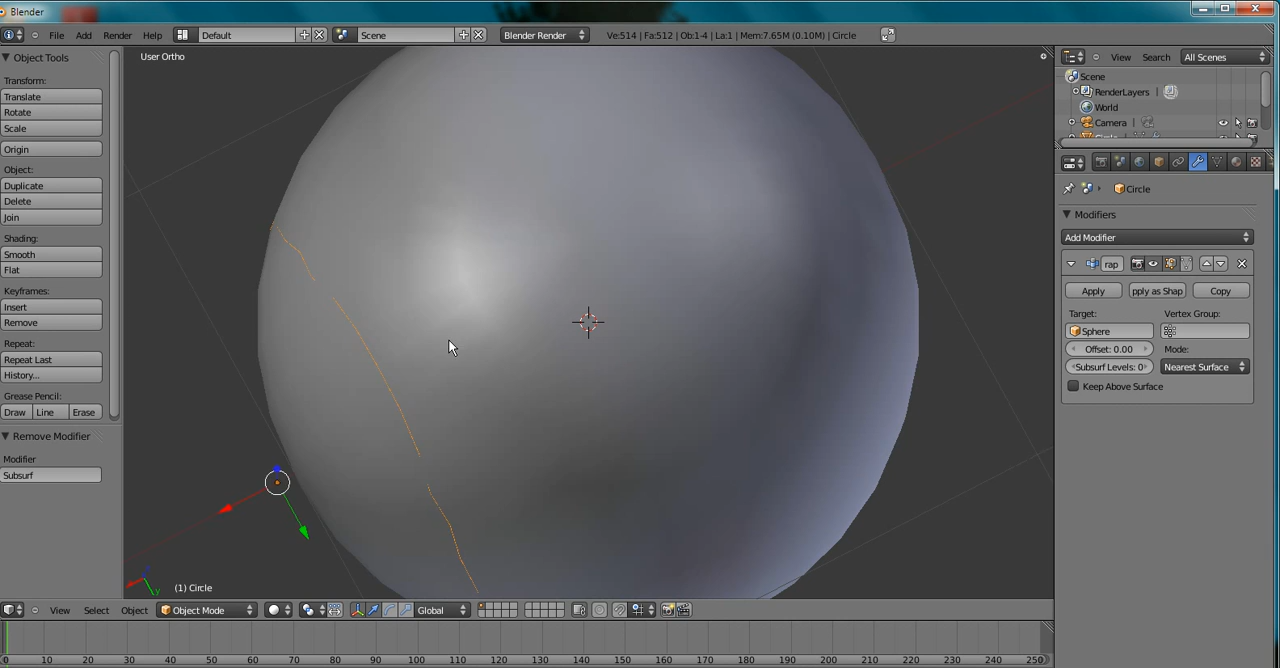 Blender
File Add Render Help Default Scene Blender Render Ve:514 | Fa:512 | Ob:1-4 | La:1 | Mem:7.65M (0.10M) | Circle
Object Tools
Transform:
Translate
Rotate
Scale
Origin
Object:
Duplicate
Delete
Join
Shading:
Smooth
Flat
Keyframes:
Insert
Remove
Repeat:
Repeat Last
History...
Grease Pencil:
Draw Line Erase
Remove Modifier
Modifier
Subsurf
User Ortho
(1) Circle
View Select Object Object Mode Global
0 10 20 30 40 50 60 70 80 90 100 110 120 130 140 150 160 170 180 190 200 210 220 230 240 250
View Search All Scenes
Scene
RenderLayers |
World
Camera |
Circle
Modifiers
Add Modifier
rap
Apply pply as Shap Copy
Target: Vertex Group:
Sphere
Offset: 0.00 Mode:
Subsurf Levels: 0 Nearest Surface
Keep Above Surface